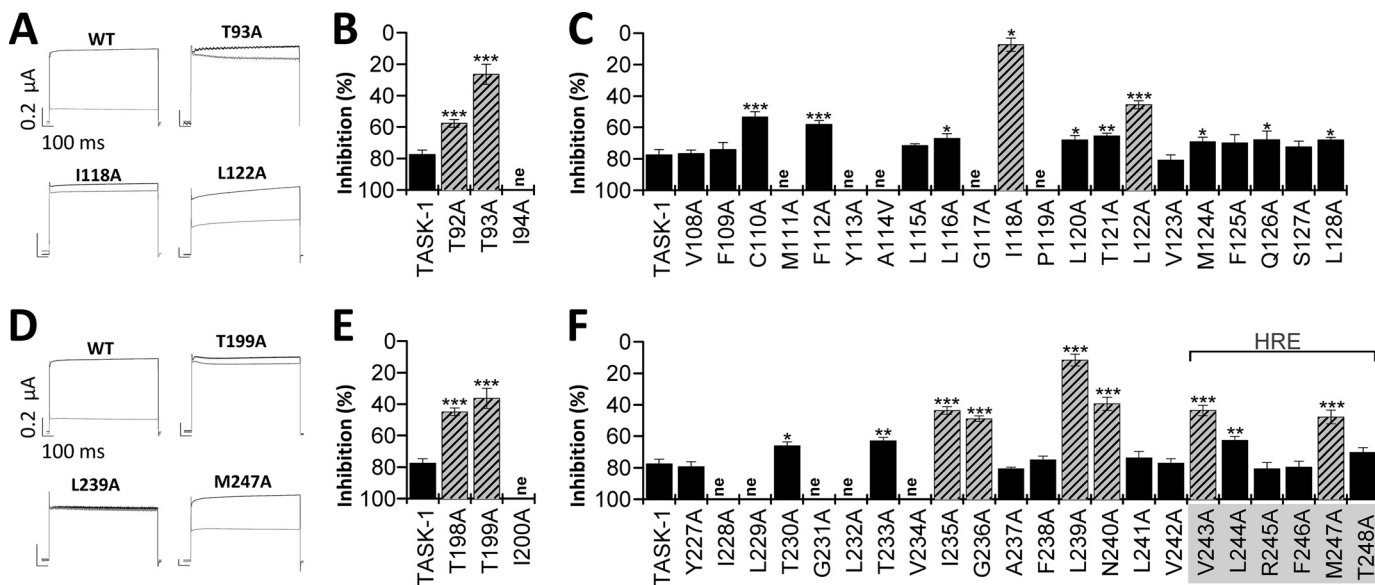 A
WT
T93A
0.2 µA
100 ms
I118A
L122A
B
Inhibition (%)
0
20
40
60
80
100
***
***
ne
TASK-1
T92A
T93A
I94A
C
Inhibition (%)
0
20
40
60
80
100
***
ne
***
ne
ne
*
ne
*
ne
*
**
***
*
*
*
TASK-1
V108A
F109A
C110A
M111A
F112A
Y113A
A114V
L115A
L116A
G117A
I118A
P119A
L120A
T121A
L122A
V123A
M124A
F125A
Q126A
S127A
L128A
D
WT
T199A
0.2 µA
100 ms
L239A
M247A
E
Inhibition (%)
0
20
40
60
80
100
***
***
ne
TASK-1
T198A
T199A
I200A
F
HRE
Inhibition (%)
0
20
40
60
80
100
ne
ne
*
ne
ne
**
ne
***
***
***
***
***
**
***
TASK-1
Y227A
I228A
L229A
T230A
G231A
L232A
T233A
V234A
I235A
G236A
A237A
F238A
L239A
N240A
L241A
V242A
V243A
L244A
R245A
F246A
M247A
T248A